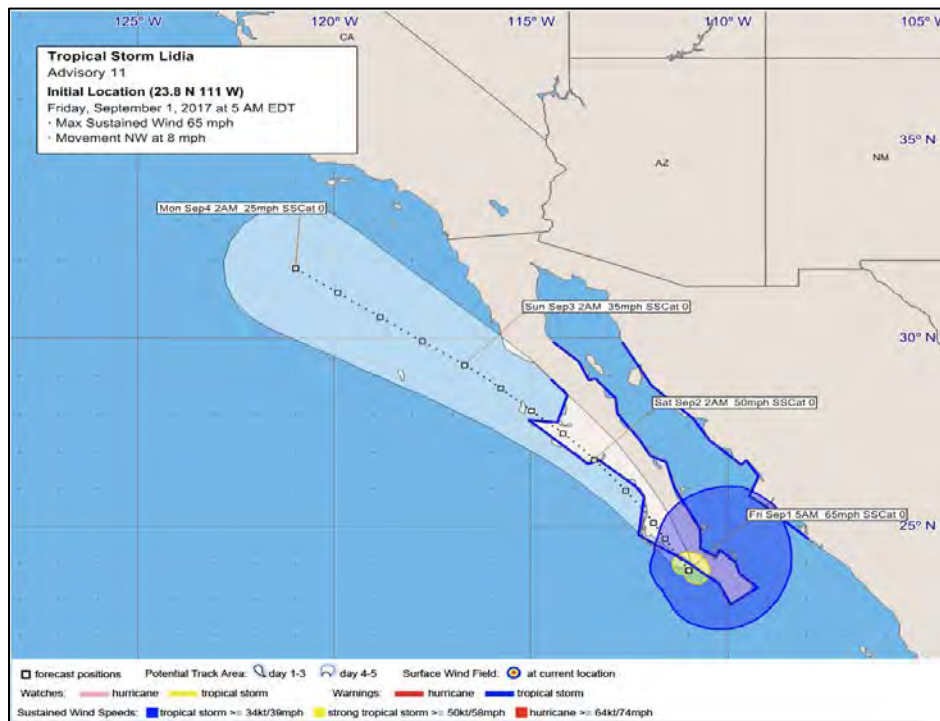 125° W 120° W 115° W 110° W 105° W
CA
Tropical Storm Lidia
Advisory 11
Initial Location (23.8 N 111 W)
Friday, September 1, 2017 at 5 AM EDT
· Max Sustained Wind 65 mph
· Movement NW at 8 mph
35° N
AZ
NM
Mon Sep4 2AM 25mph SSCat 0
Sun Sep3 2AM 35mph SSCat 0
30° N
Sat Sep2 2AM 50mph SSCat 0
Fri Sep1 5AM 65mph SSCat 0
25° N
forecast positions Potential Track Area: day 1-3 day 4-5 Surface Wind Field: at current location
Watches: hurricane tropical storm Warnings: hurricane tropical storm
Sustained Wind Speeds: tropical storm >= 34kt/39mph strong tropical storm >= 50kt/58mph hurricane >= 64kt/74mph